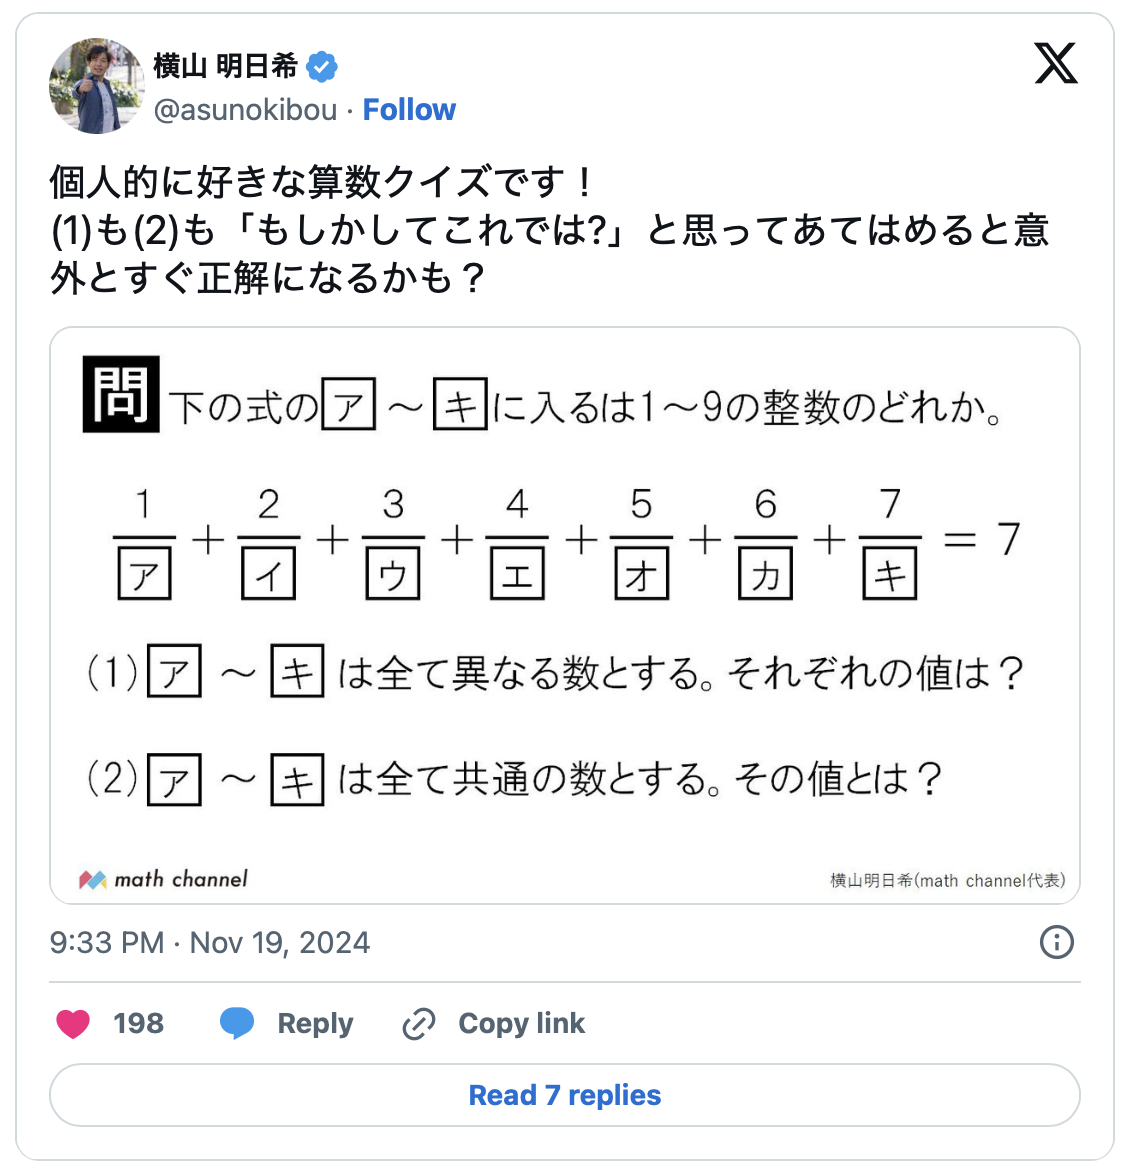 横山 明日希
@asunokibou · Follow
個人的に好きな算数クイズです！
(1)も(2)も「もしかしてこれでは?」と思ってあてはめると意
外とすぐ正解になるかも？
問 下の式のア～キに入るは1～9の整数のどれか。
1/ア + 2/イ + 3/ウ + 4/エ + 5/オ + 6/カ + 7/キ = 7
(1)ア ～ キ は全て異なる数とする。それぞれの値は？
(2)ア ～ キ は全て共通の数とする。その値とは？
math channel
横山明日希(math channel代表)
9:33 PM · Nov 19, 2024
198 Reply Copy link
Read 7 replies